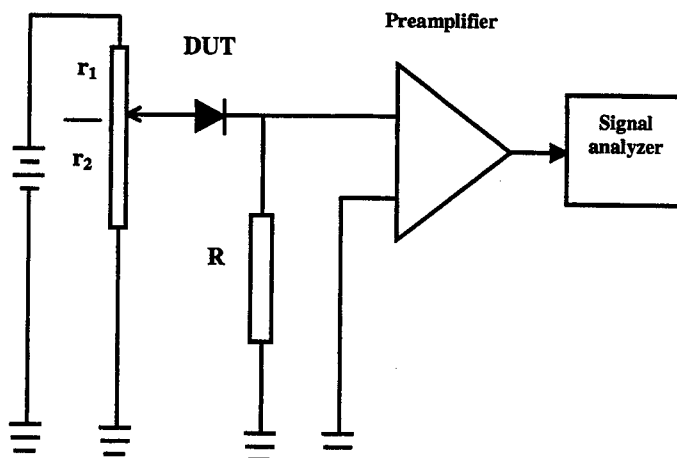 Preamplifier
DUT
r₁
r₂
R
Signal
analyzer